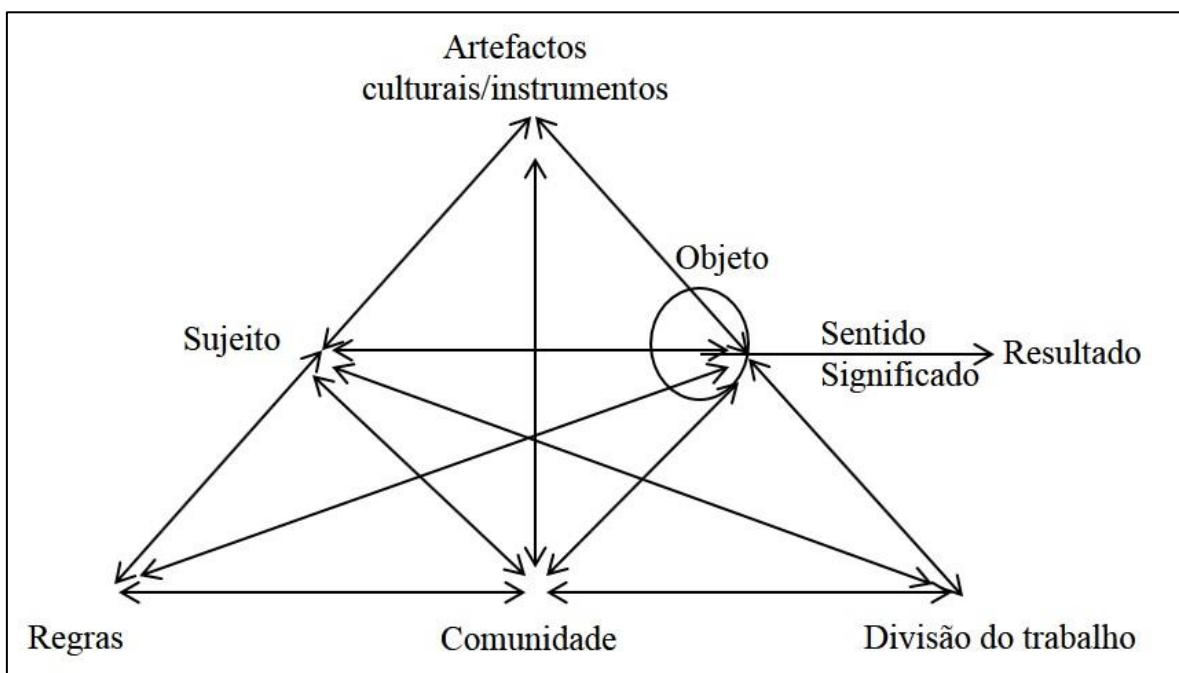 Artefactos
culturais/instrumentos
Objeto
Sujeito
Sentido
Significado
Resultado
Regras
Comunidade
Divisão do trabalho